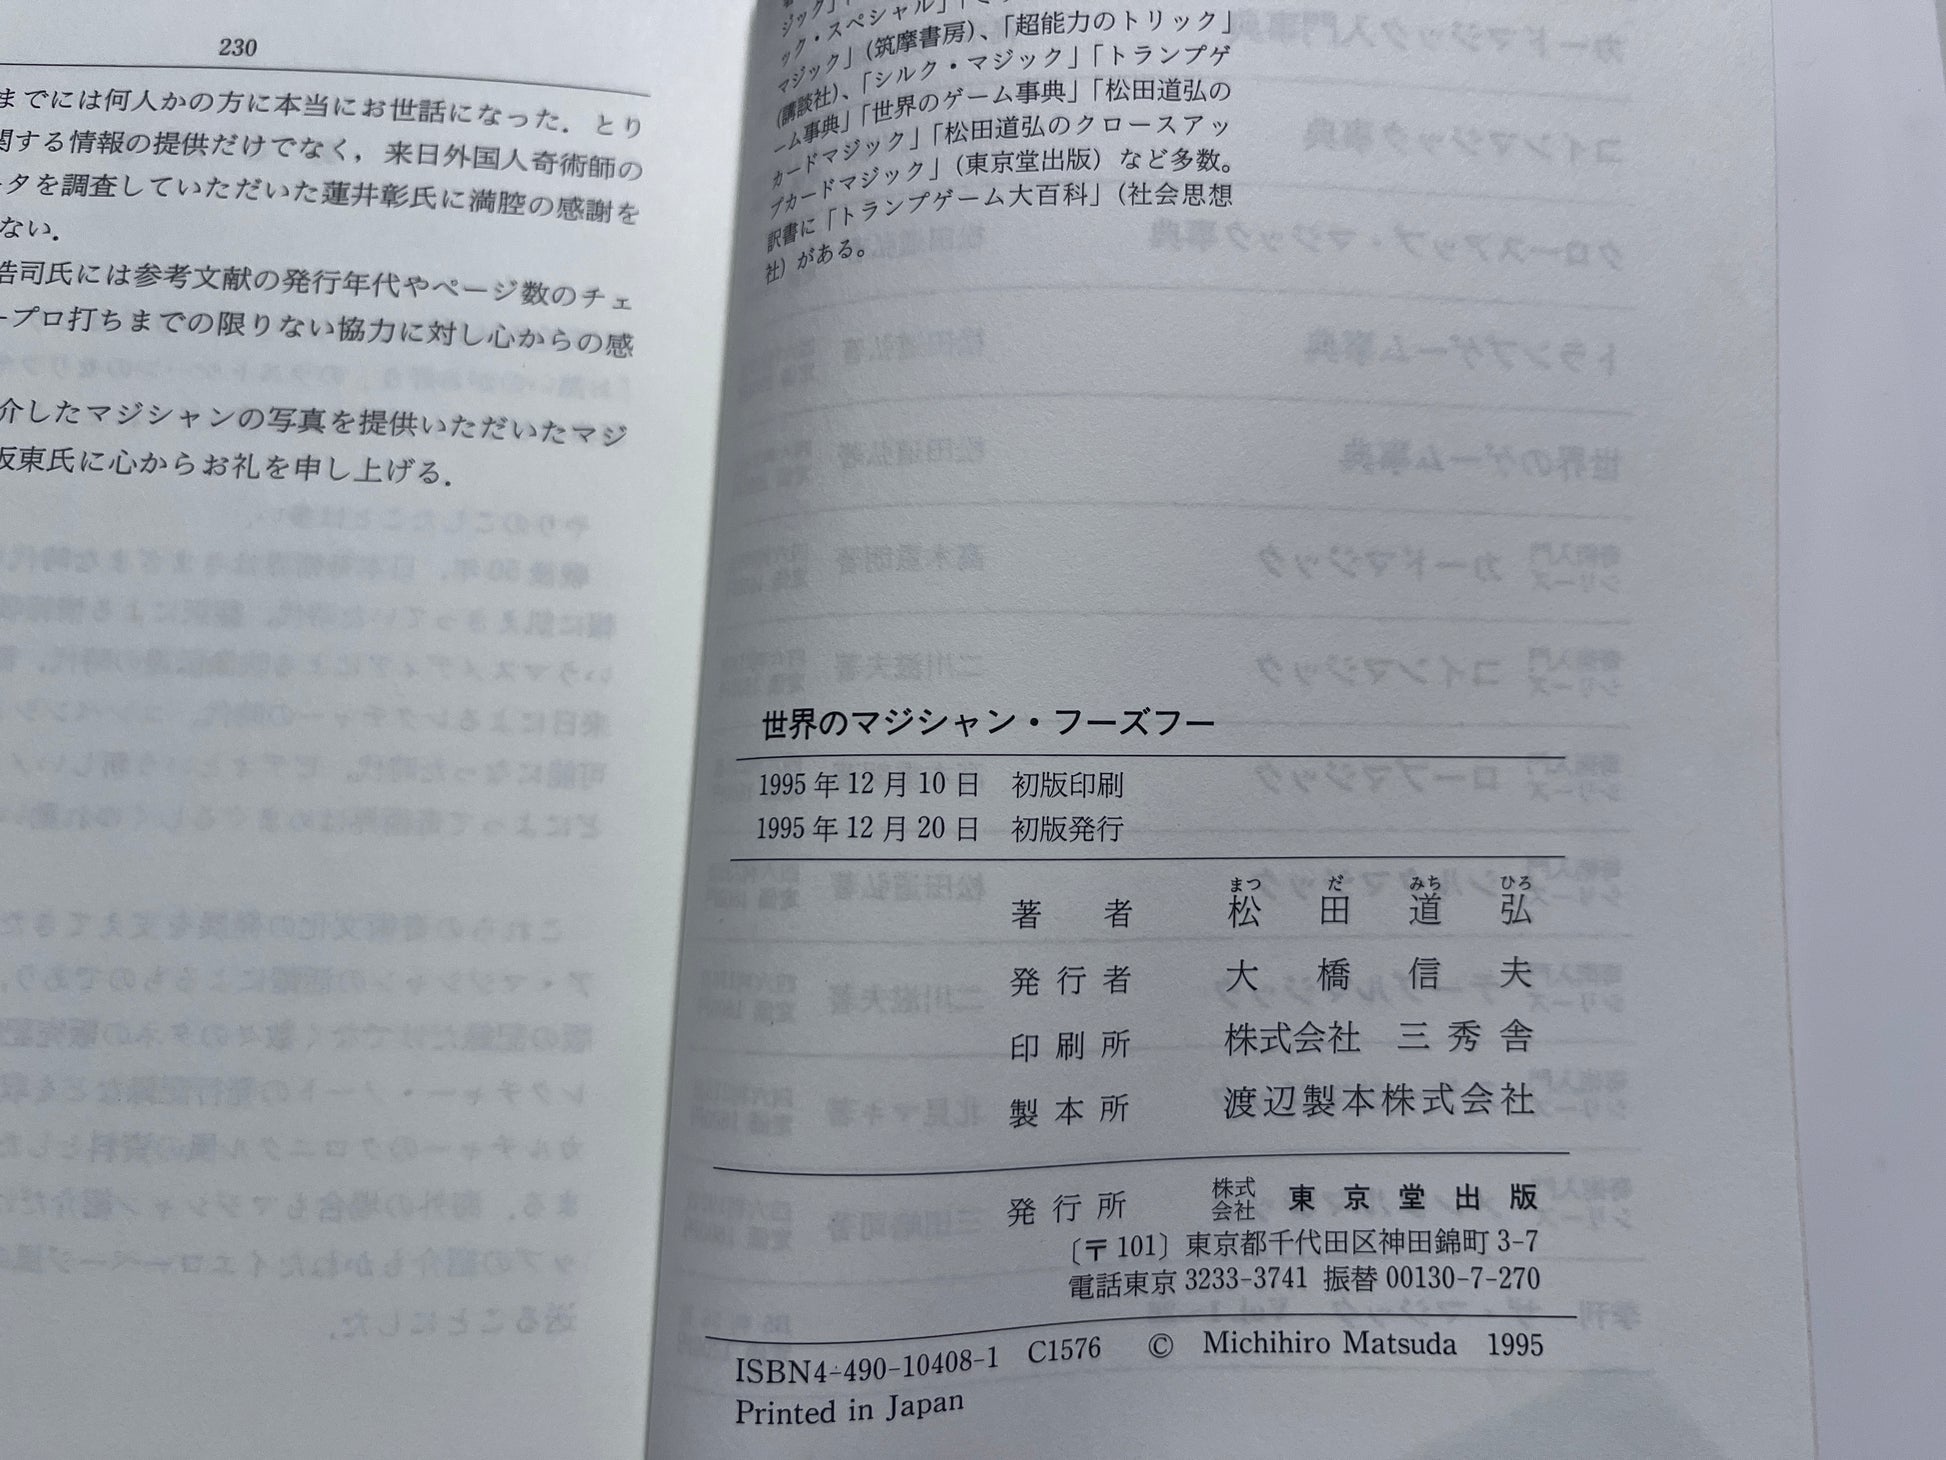 230
までには何人かの方に本当にお世話になった．とり
関する情報の提供だけでなく，来日外国人奇術師の
ータを調査していただいた蓮井彰氏に満腔の感謝を
ない．
浩司氏には参考文献の発行年代やページ数のチェ
ープロ打ちまでの限りない協力に対し心からの感
介したマジシャンの写真を提供いただいたマジ
坂東氏に心からお礼を申し上げる．
ジック」
ック・スペシャル」
マジック」（筑摩書房）、「超能力のトリック」
（講談社）、「シルク・マジック」「トランプゲ
ーム事典」「世界のゲーム事典」「松田道弘の
カードマジック」「松田道弘のクロースアッ
プカードマジック」（東京堂出版）など多数。
訳書に「トランプゲーム大百科」（社会思想
社）がある。
世界のマジシャン・フーズフー
1995年12月10日　初版印刷
1995年12月20日　初版発行
著者　松田道弘
まつ だ みち ひろ
発行者　大橋信夫
印刷所　株式会社　三秀舎
製本所　渡辺製本株式会社
発行所　株式会社　東京堂出版
〔〒101〕東京都千代田区神田錦町3-7
電話東京3233-3741 振替00130-7-270
ISBN4-490-10408-1　C1576　©　Michihiro Matsuda　1995
Printed in Japan